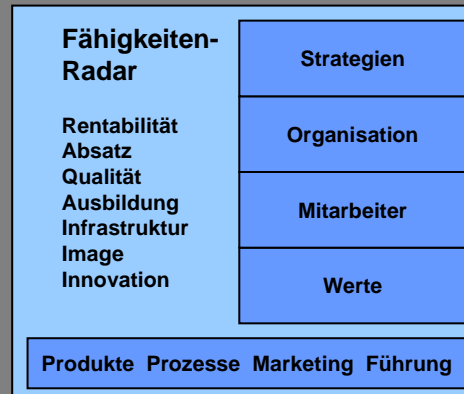 Fähigkeiten-
Radar
Rentabilität
Absatz
Qualität
Ausbildung
Infrastruktur
Image
Innovation
Strategien
Organisation
Mitarbeiter
Werte
Produkte Prozesse Marketing Führung